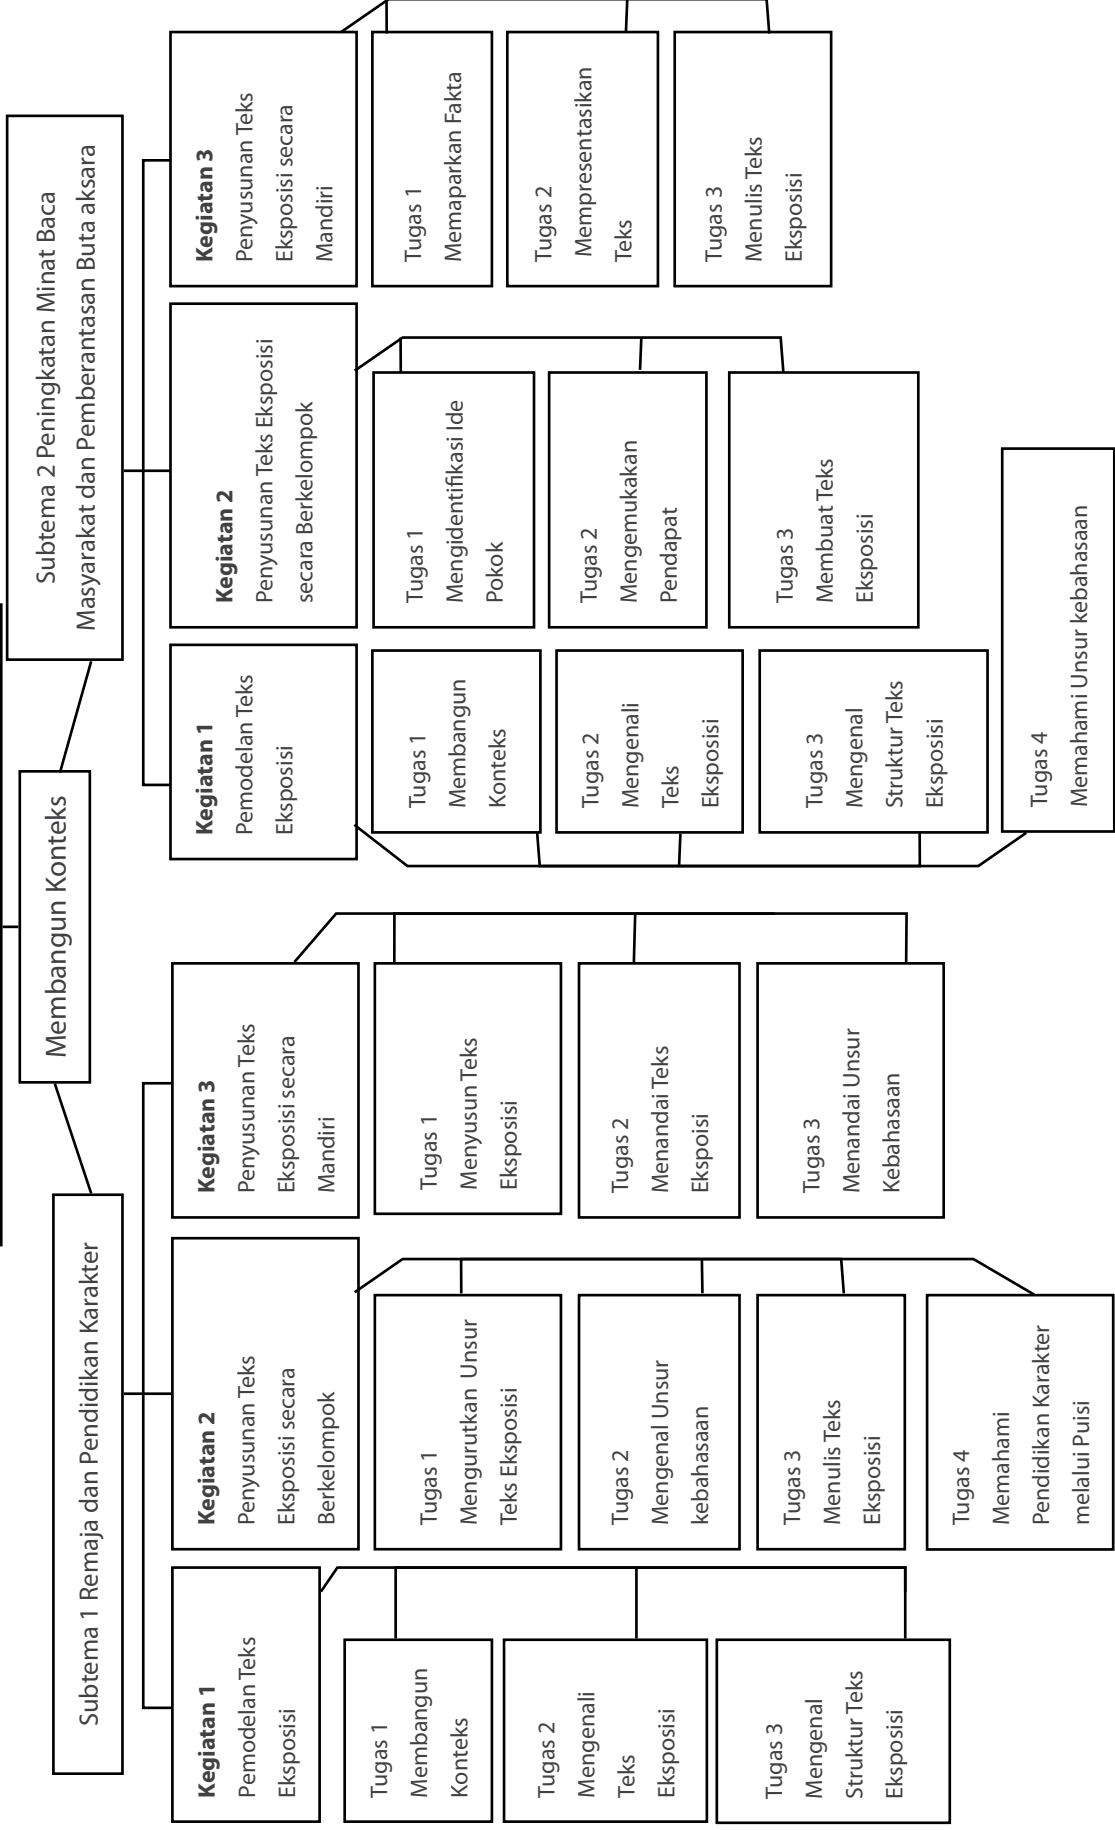 Membangun Konteks
Subtema 1 Remaja dan Pendidikan Karakter
Kegiatan 1
Pemodelan Teks
Eksposisi
Tugas 1
Membangun
Konteks
Tugas 2
Mengenali
Teks
Eksposisi
Tugas 3
Mengenal
Struktur Teks
Eksposisi
Kegiatan 2
Penyusunan Teks
Eksposisi secara
Berkelompok
Tugas 1
Mengurutkan Unsur
Teks Eksposisi
Tugas 2
Mengenal Unsur
kebahasaan
Tugas 3
Menulis Teks
Eksposisi
Tugas 4
Memahami
Pendidikan Karakter
melalui Puisi
Kegiatan 3
Penyusunan Teks
Eksposisi secara
Mandiri
Tugas 1
Menyusun Teks
Eksposisi
Tugas 2
Menandai Teks
Ekspoisi
Tugas 3
Menandai Unsur
Kebahasaan
Subtema 2 Peningkatan Minat Baca
Masyarakat dan Pemberantasan Buta aksara
Kegiatan 1
Pemodelan Teks
Eksposisi
Tugas 1
Membangun
Konteks
Tugas 2
Mengenali
Teks
Eksposisi
Tugas 3
Mengenal
Struktur Teks
Eksposisi
Tugas 4
Memahami Unsur kebahasaan
Kegiatan 2
Penyusunan Teks Eksposisi
secara Berkelompok
Tugas 1
Mengidentifikasi Ide
Pokok
Tugas 2
Mengemukakan
Pendapat
Tugas 3
Membuat Teks
Eksposisi
Kegiatan 3
Penyusunan Teks
Eksposisi secara
Mandiri
Tugas 1
Memaparkan Fakta
Tugas 2
Mempresentasikan
Teks
Tugas 3
Menulis Teks
Eksposisi